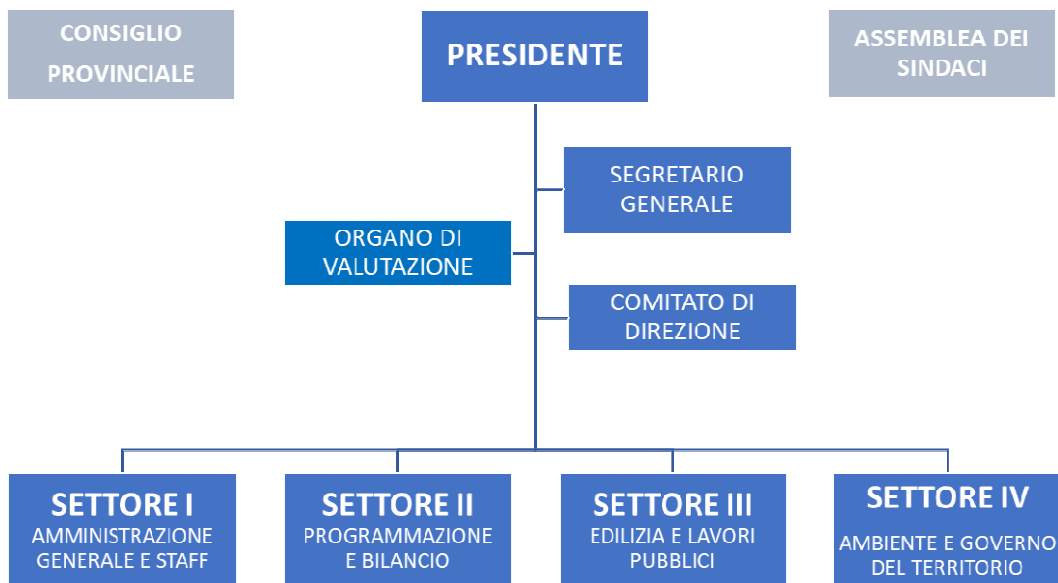 CONSIGLIO
PROVINCIALE
PRESIDENTE
ASSEMBLEA DEI
SINDACI
SEGRETARIO
GENERALE
ORGANO DI
VALUTAZIONE
COMITATO DI
DIREZIONE
SETTORE I
AMMINISTRAZIONE
GENERALE E STAFF
SETTORE II
PROGRAMMAZIONE
E BILANCIO
SETTORE III
EDILIZIA E LAVORI
PUBBLICI
SETTORE IV
AMBIENTE E GOVERNO
DEL TERRITORIO